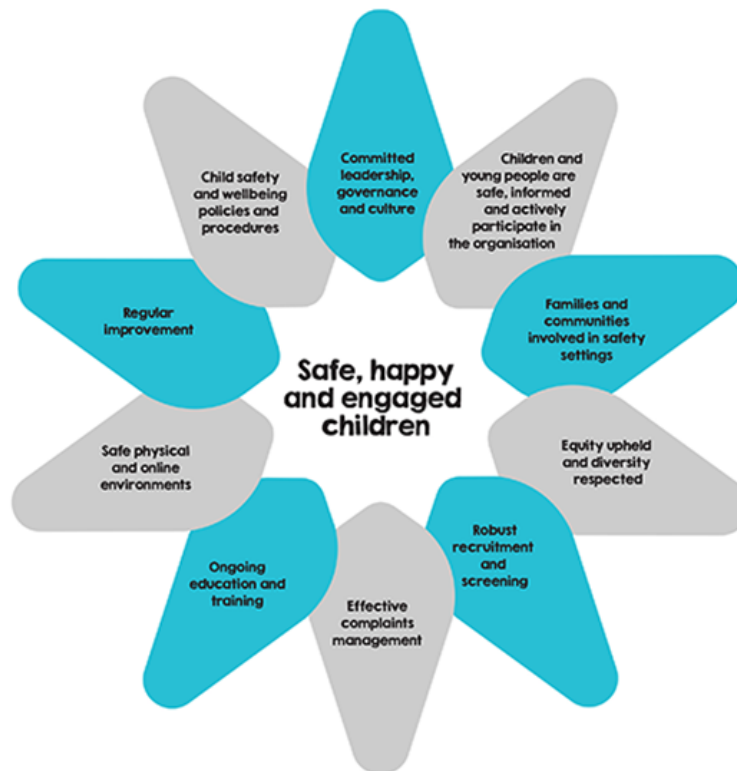 Committed
leadership,
governance
and culture
Children and
young people are
safe, informed
and actively
participate in
the organisation
Families and
communities
involved in safety
settings
Equity upheld
and diversity
respected
Robust
recruitment
and
screening
Effective
complaints
management
Ongoing
education and
training
Safe physical
and online
environments
Regular
improvement
Child safety
and wellbeing
policies and
procedures
Safe, happy
and engaged
children